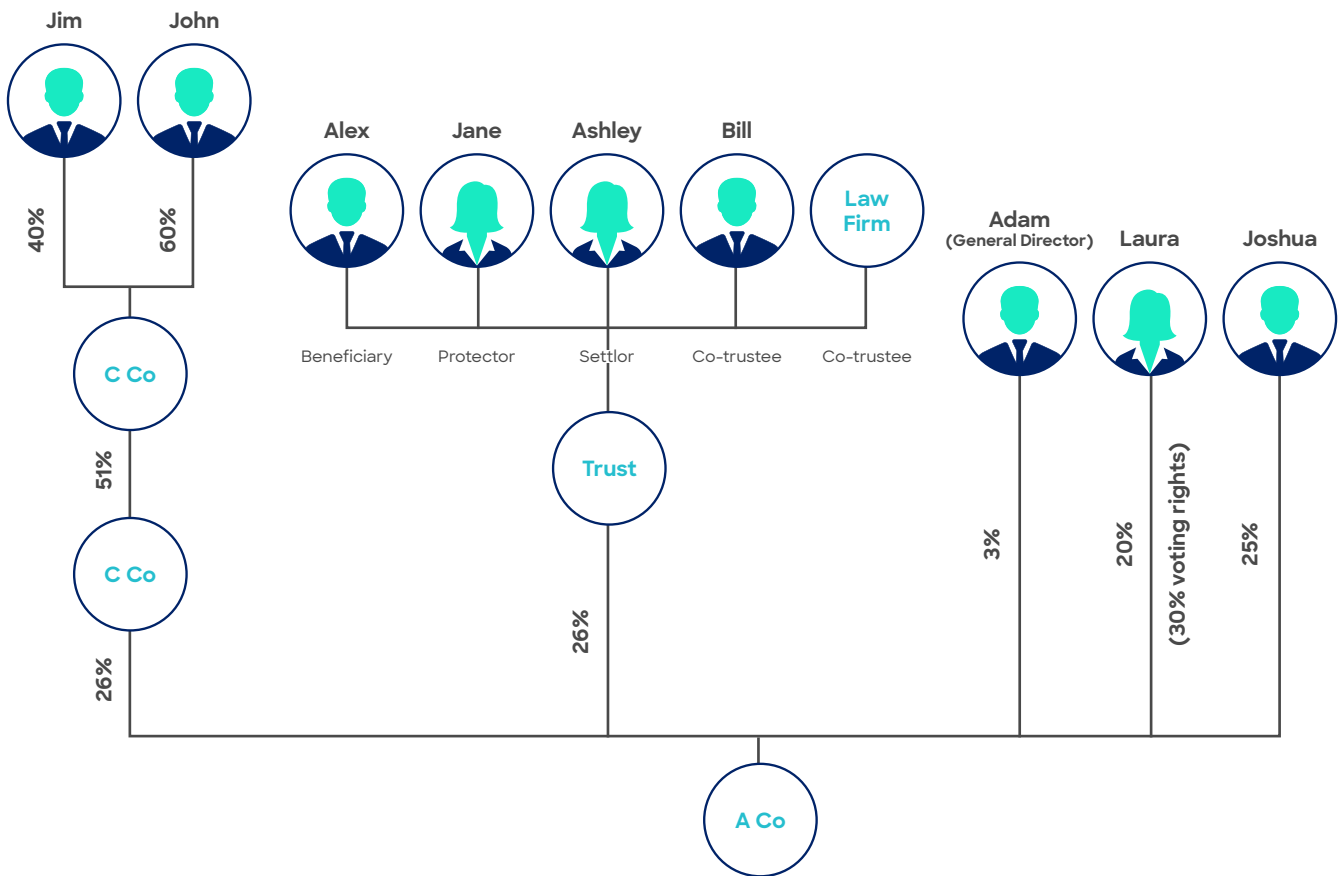 Jim
John
Alex
Jane
Ashley
Bill
Law
Firm
Adam
(General Director)
Laura
Joshua
40%
60%
Beneficiary
Protector
Settlor
Co-trustee
Co-trustee
C Co
51%
Trust
C Co
26%
26%
3%
20%
(30% voting rights)
25%
A Co